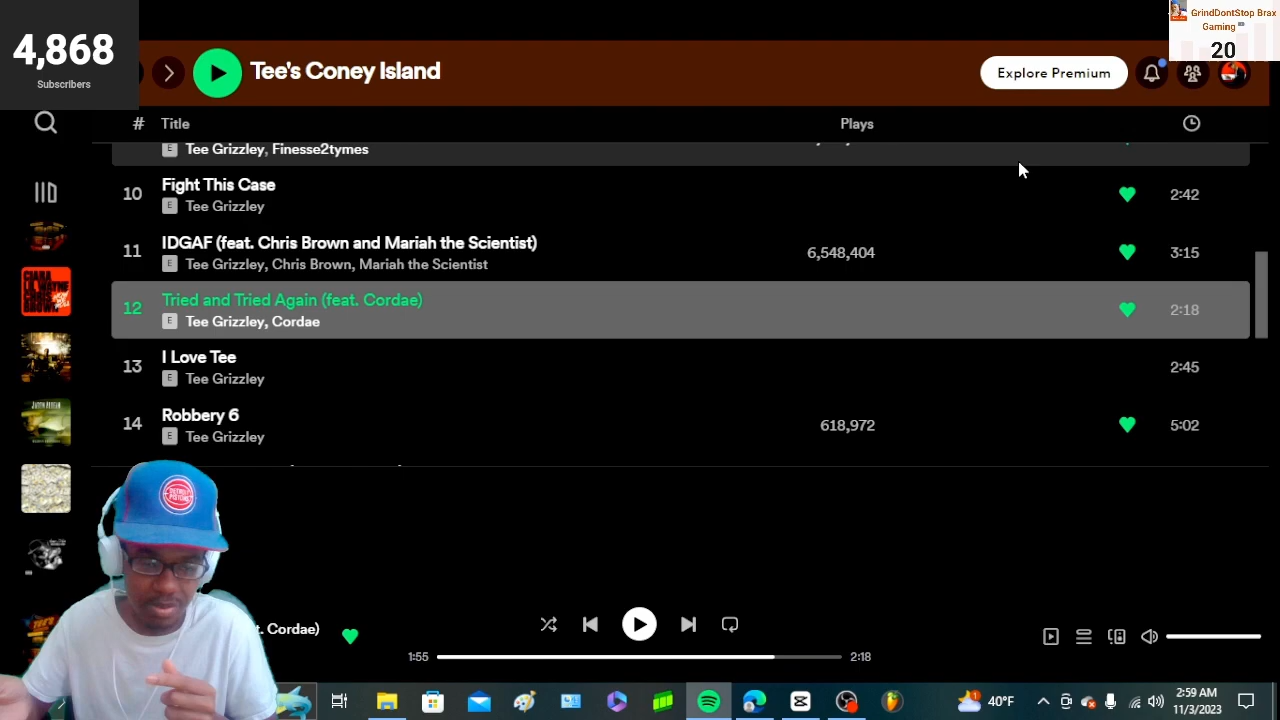 4,868
Subscribers
Tee's Coney Island
Explore Premium
GrindDontStop Brax
Gaming
20
# Title Plays
E Tee Grizzley, Finesse2tymes
10 Fight This Case 2:42
E Tee Grizzley
11 IDGAF (feat. Chris Brown and Mariah the Scientist) 6,548,404 3:15
E Tee Grizzley, Chris Brown, Mariah the Scientist
12 Tried and Tried Again (feat. Cordae) 2:18
E Tee Grizzley, Cordae
13 I Love Tee 2:45
E Tee Grizzley
14 Robbery 6 618,972 5:02
E Tee Grizzley
DETROIT
PISTONS
t. Cordae)
1:55 2:18
40°F
2:59 AM
11/3/2023